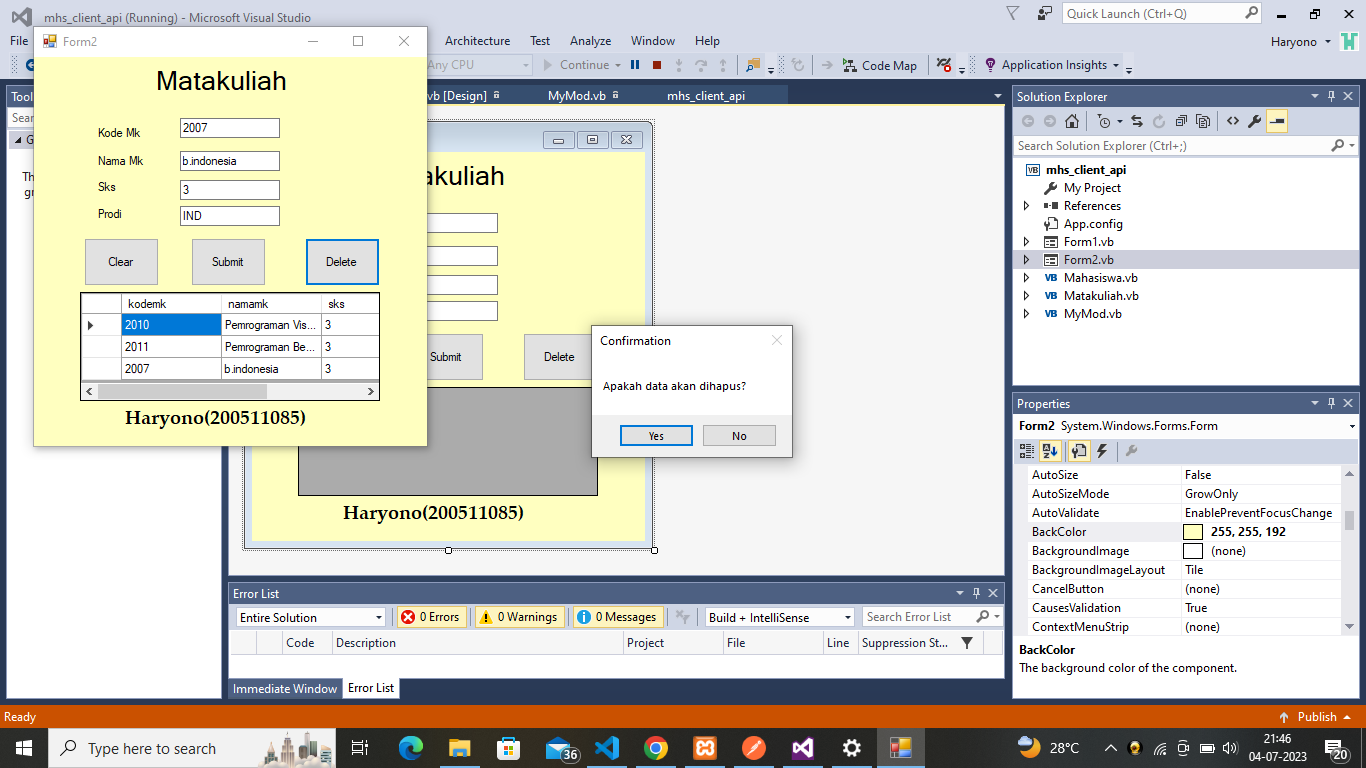 mhs_client_api (Running) - Microsoft Visual Studio
Quick Launch (Ctrl+Q)
File
Architecture
Test
Analyze
Window
Help
Haryono
Any CPU
Continue
Code Map
Application Insights
Form2
Matakuliah
Kode Mk
2007
Nama Mk
b.indonesia
Sks
3
Prodi
IND
Clear
Submit
Delete
kodemk
namamk
sks
2010
Pemrograman Vis...
3
2011
Pemrograman Be...
3
2007
b.indonesia
3
Haryono(200511085)
Tool
Sear
G
Th
gr
.vb [Design]
MyMod.vb
mhs_client_api
akuliah
Submit
Delete
Haryono(200511085)
Confirmation
Apakah data akan dihapus?
Yes
No
Solution Explorer
Search Solution Explorer (Ctrl+;)
VB
mhs_client_api
My Project
References
App.config
Form1.vb
Form2.vb
VB
Mahasiswa.vb
VB
Matakuliah.vb
VB
MyMod.vb
Properties
Form2 System.Windows.Forms.Form
AutoSize
False
AutoSizeMode
GrowOnly
AutoValidate
EnablePreventFocusChange
BackColor
255, 255, 192
BackgroundImage
(none)
BackgroundImageLayout
Tile
CancelButton
(none)
CausesValidation
True
ContextMenuStrip
(none)
BackColor
The background color of the component.
Error List
Entire Solution
0 Errors
0 Warnings
0 Messages
Build + IntelliSense
Search Error List
Code
Description
Project
File
Line
Suppression St...
Immediate Window
Error List
Ready
Publish
Type here to search
36
28°C
21:46
04-07-2023
20